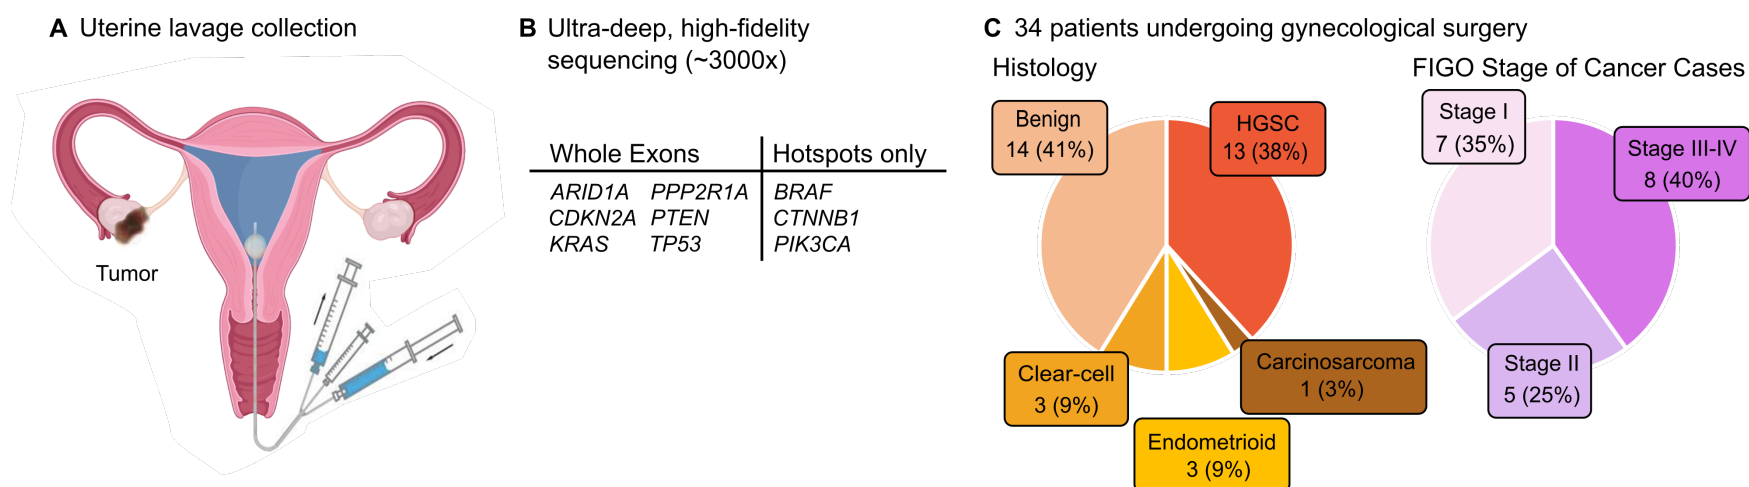 A Uterine lavage collection
Tumor
B Ultra-deep, high-fidelity
sequencing (~3000x)
Whole Exons Hotspots only
ARID1A PPP2R1A BRAF
CDKN2A PTEN CTNNB1
KRAS TP53 PIK3CA
C 34 patients undergoing gynecological surgery
Histology
Benign
14 (41%)
HGSC
13 (38%)
Clear-cell
3 (9%)
Carcinosarcoma
1 (3%)
Endometrioid
3 (9%)
FIGO Stage of Cancer Cases
Stage I
7 (35%)
Stage III-IV
8 (40%)
Stage II
5 (25%)